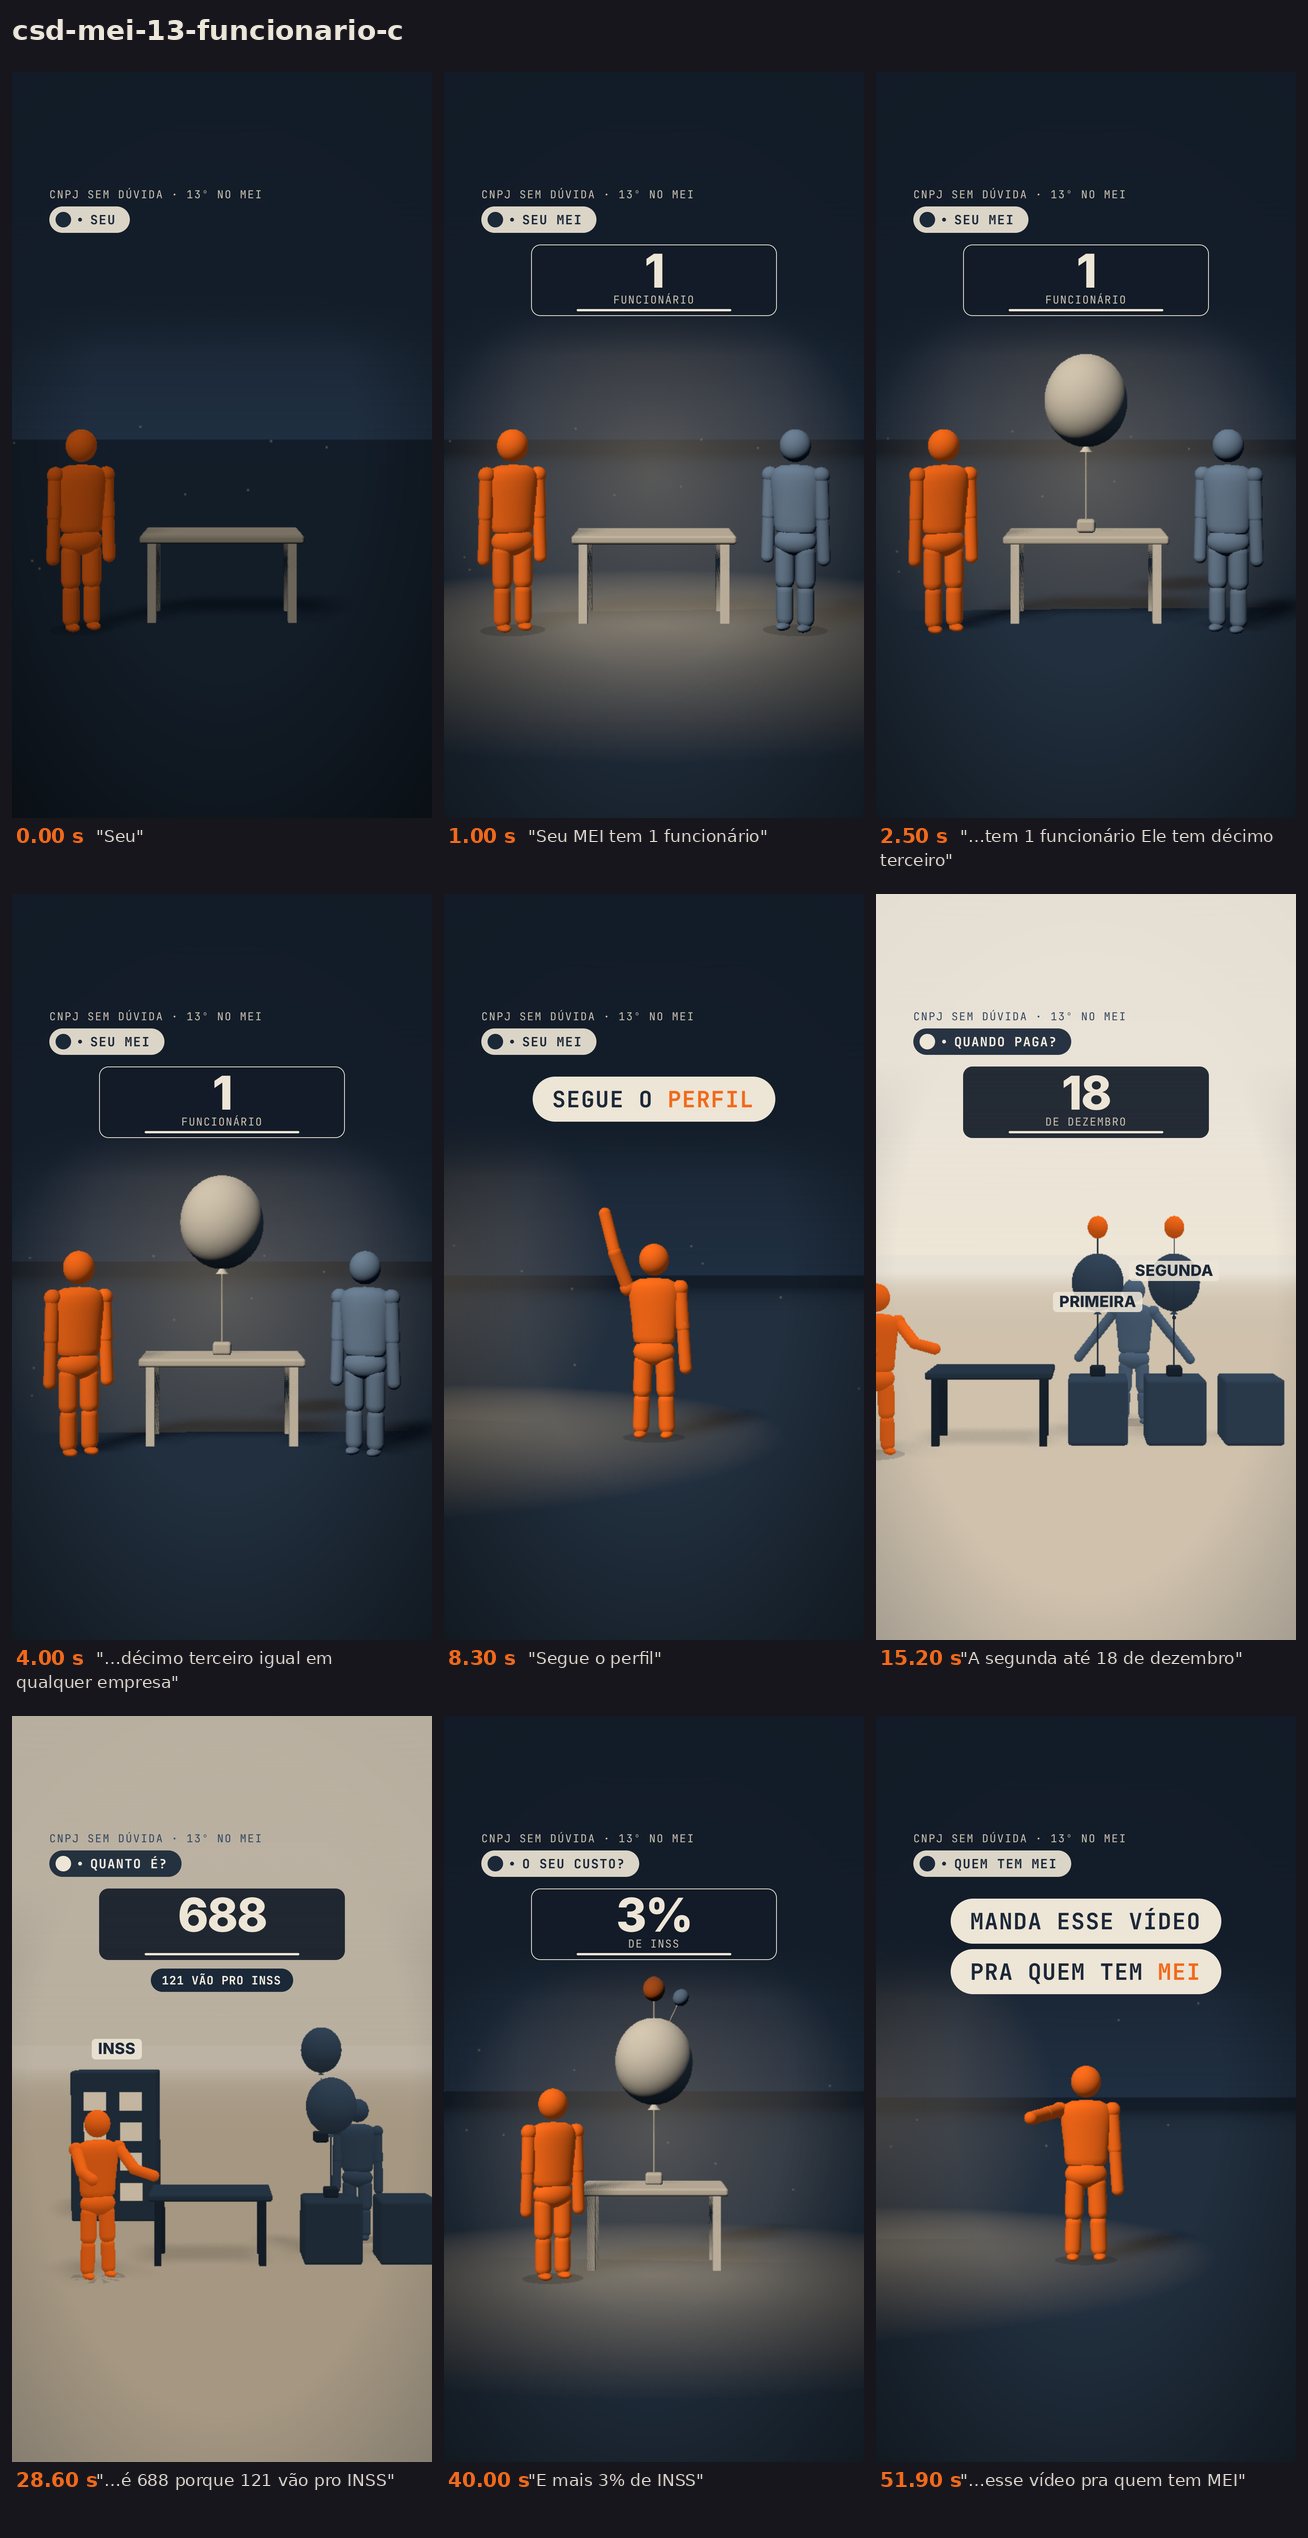 csd-mei-13-funcionario-c
CNPJ SEM DÚVIDA · 13° NO MEI
• SEU
0.00 s "Seu"
CNPJ SEM DÚVIDA · 13° NO MEI
• SEU MEI
1
FUNCIONÁRIO
1.00 s "Seu MEI tem 1 funcionário"
CNPJ SEM DÚVIDA · 13° NO MEI
• SEU MEI
1
FUNCIONÁRIO
2.50 s "...tem 1 funcionário Ele tem décimo
terceiro"
CNPJ SEM DÚVIDA · 13° NO MEI
• SEU MEI
1
FUNCIONÁRIO
4.00 s "...décimo terceiro igual em
qualquer empresa"
CNPJ SEM DÚVIDA · 13° NO MEI
• SEU MEI
SEGUE O PERFIL
8.30 s "Segue o perfil"
CNPJ SEM DÚVIDA · 13° NO MEI
• QUANDO PAGA?
18
DE DEZEMBRO
SEGUNDA
PRIMEIRA
15.20 s "A segunda até 18 de dezembro"
CNPJ SEM DÚVIDA · 13° NO MEI
• QUANTO É?
688
121 VÃO PRO INSS
INSS
28.60 s "...é 688 porque 121 vão pro INSS"
CNPJ SEM DÚVIDA · 13° NO MEI
• O SEU CUSTO?
3%
DE INSS
40.00 s "E mais 3% de INSS"
CNPJ SEM DÚVIDA · 13° NO MEI
• QUEM TEM MEI
MANDA ESSE VÍDEO
PRA QUEM TEM MEI
51.90 s "...esse vídeo pra quem tem MEI"